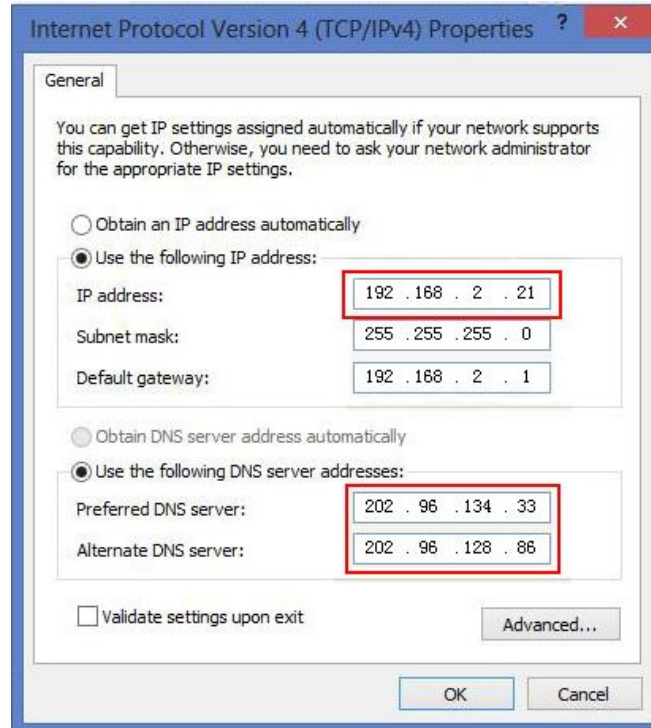 Internet Protocol Version 4 (TCP/IPv4) Properties ? ×
General
You can get IP settings assigned automatically if your network supports
this capability. Otherwise, you need to ask your network administrator
for the appropriate IP settings.
Obtain an IP address automatically
Use the following IP address:
IP address: 192 . 168 . 2 . 21
Subnet mask: 255 . 255 . 255 . 0
Default gateway: 192 . 168 . 2 . 1
Obtain DNS server address automatically
Use the following DNS server addresses:
Preferred DNS server: 202 . 96 . 134 . 33
Alternate DNS server: 202 . 96 . 128 . 86
Validate settings upon exit
Advanced...
OK Cancel